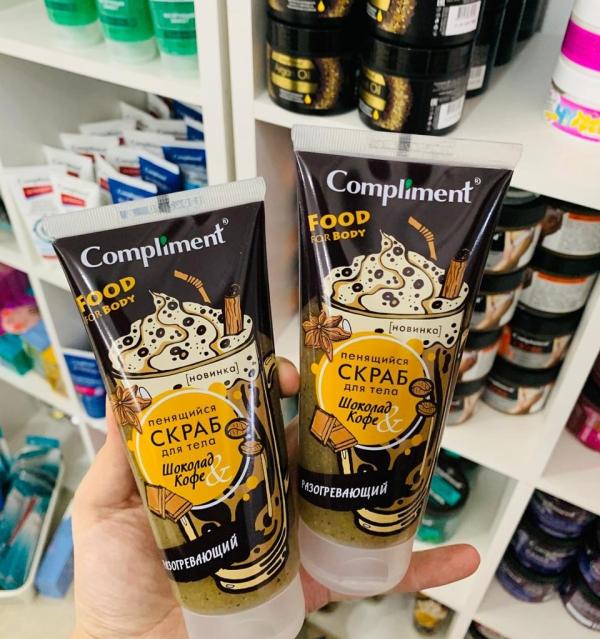 Compliment®
FOOD
FOR BODY
[новинка]
пенящийся
СКРАБ
для тела
Шоколад
& Кофе
РАЗОГРЕВАЮЩИЙ
Compliment®
FOOD
FOR BODY
[новинка]
пенящийся
СКРАБ
для тела
Шоколад
& Кофе
РАЗОГРЕВАЮЩИЙ